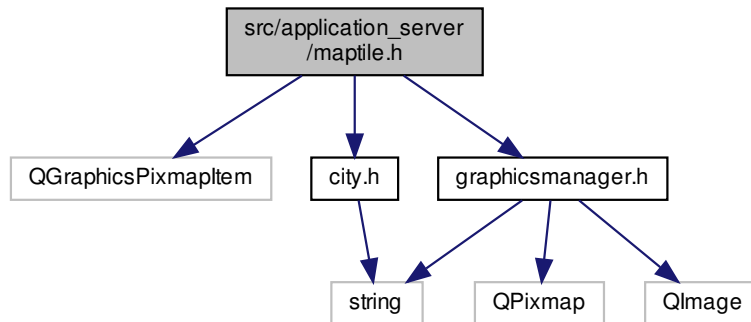 src/application_server
/maptile.h
QGraphicsPixmapItem
city.h
graphicsmanager.h
string
QPixmap
QImage